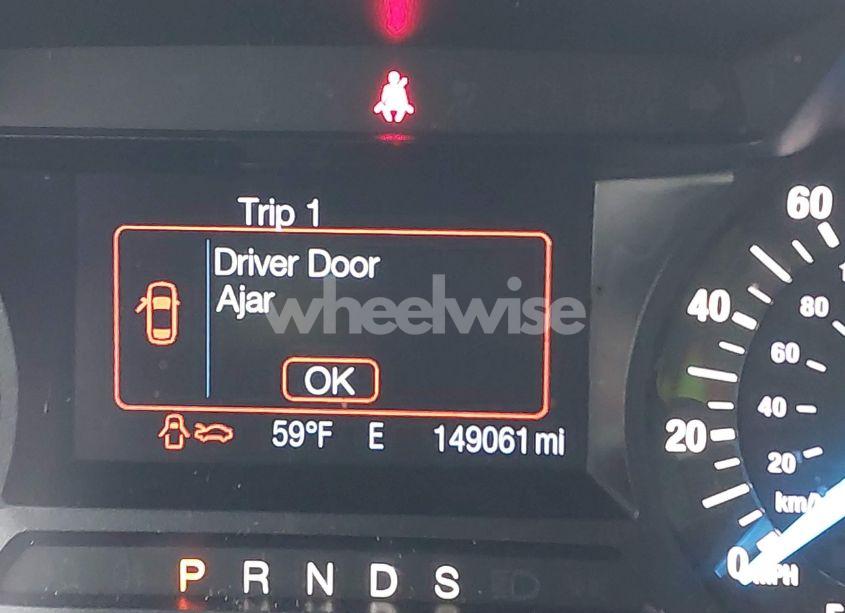 Trip 1
Driver Door
Ajar
wheelwise
OK
59°F E 149061 mi
P R N D S
60
40
20
0
MPH
80
60
40
20